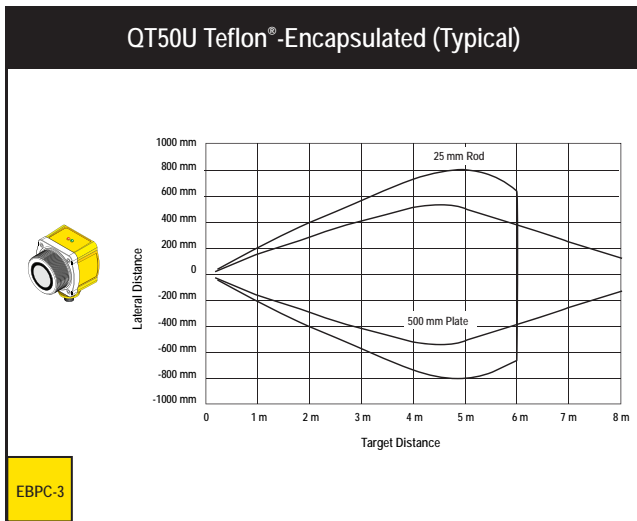 QT50U Teflon®-Encapsulated (Typical)
1000 mm
800 mm
600 mm
400 mm
200 mm
0
-200 mm
-400 mm
-600 mm
-800 mm
-1000 mm
Lateral Distance
25 mm Rod
500 mm Plate
0 1 m 2 m 3 m 4 m 5 m 6 m 7 m 8 m
Target Distance
EBPC-3